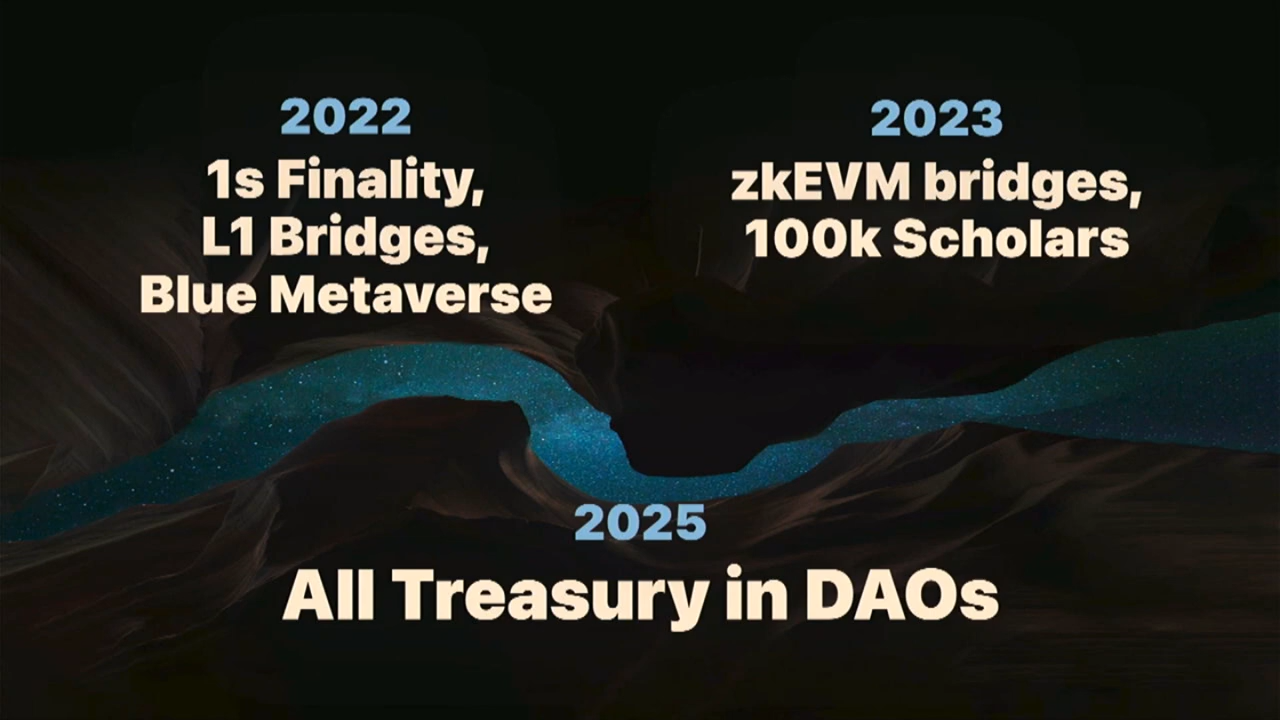 2022
1s Finality,
L1 Bridges,
Blue Metaverse
2023
zkEVM bridges,
100k Scholars
2025
All Treasury in DAOs